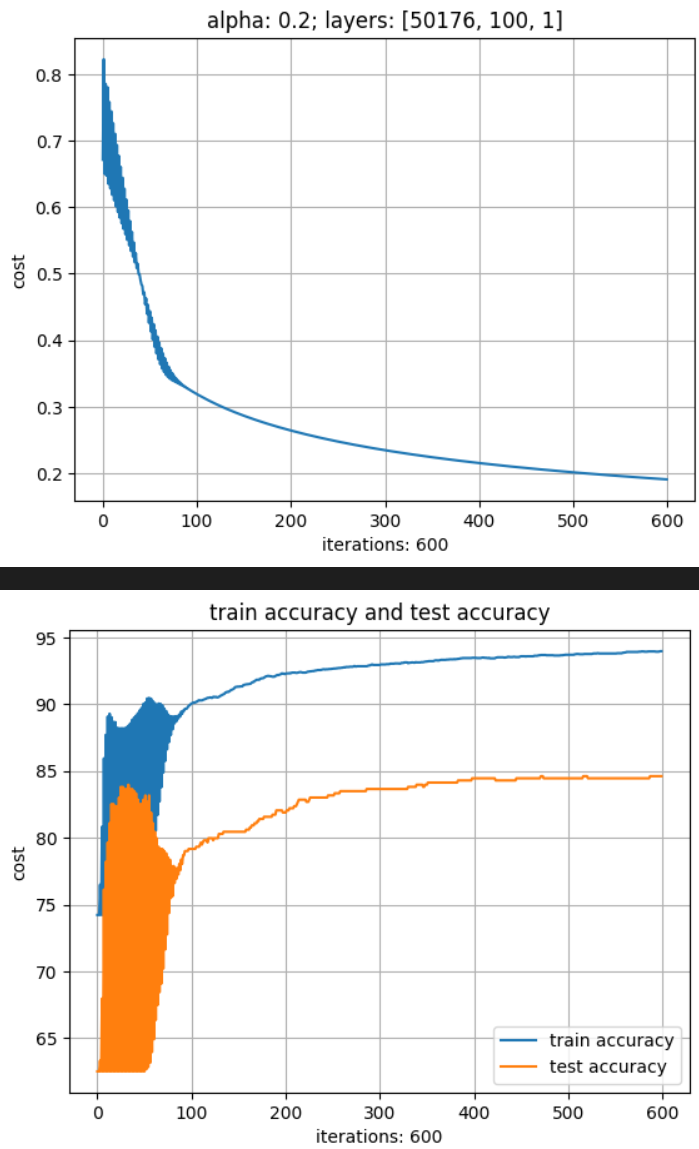 alpha: 0.2; layers: [50176, 100, 1]
0.8
0.7
0.6
0.5
0.4
0.3
0.2
cost
0 100 200 300 400 500 600
iterations: 600
train accuracy and test accuracy
95
90
85
80
75
70
65
cost
train accuracy
test accuracy
0 100 200 300 400 500 600
iterations: 600